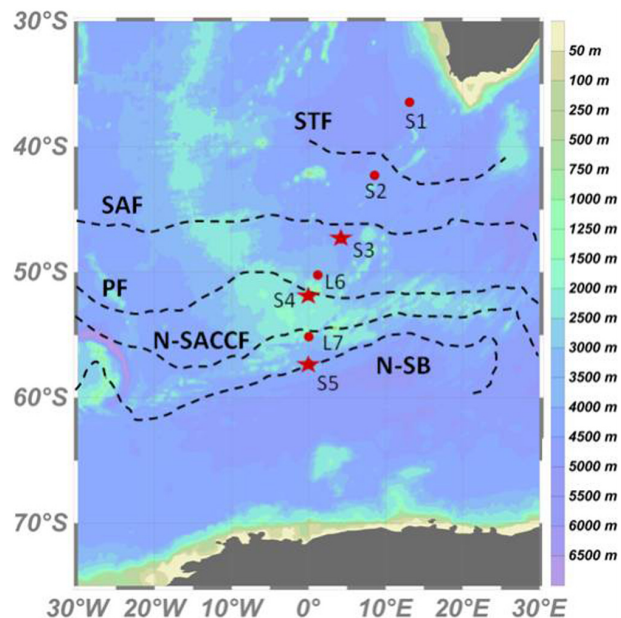 30°S
50 m
100 m
STF
S1
250 m
40°S
500 m
S2
750 m
SAF
1000 m
S3
1250 m
50°S
L6
1500 m
PF
S4
2000 m
2500 m
N-SACCF
L7
3000 m
N-SB
S5
3500 m
60°S
4000 m
4500 m
5000 m
70°S
5500 m
6000 m
6500 m
30°W 20°W 10°W 0° 10°E 20°E 30°E